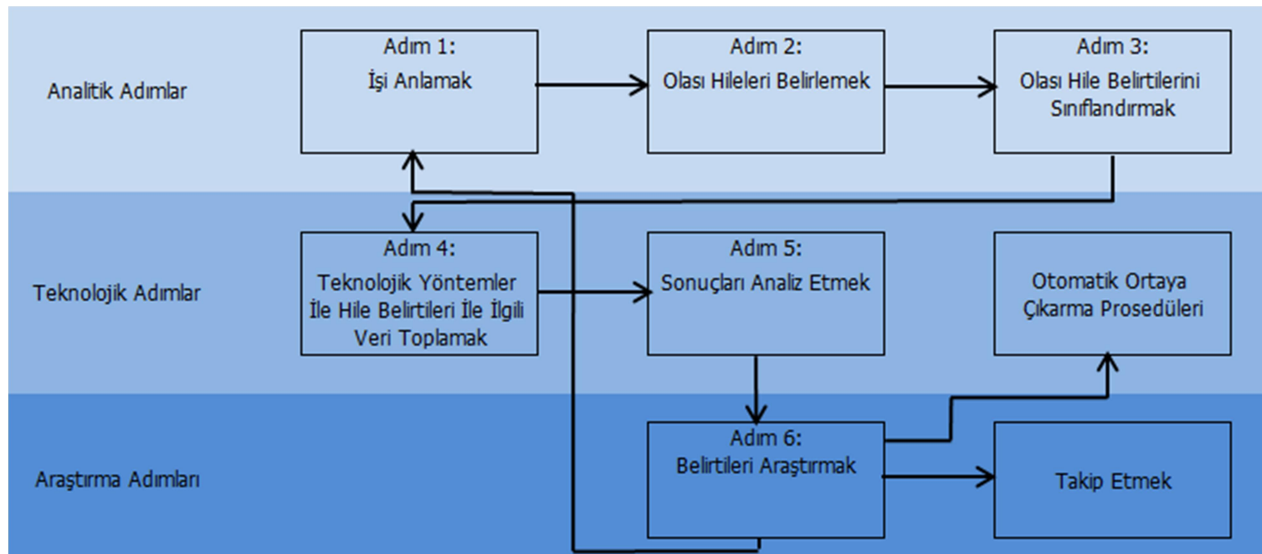 Analitik Adımlar
Adım 1:
İşi Anlamak
Adım 2:
Olası Hileleri Belirlemek
Adım 3:
Olası Hile Belirtilerini
Sınıflandırmak
Teknolojik Adımlar
Adım 4:
Teknolojik Yöntemler
İle Hile Belirtileri İle İlgili
Veri Toplamak
Adım 5:
Sonuçları Analiz Etmek
Otomatik Ortaya
Çıkarma Prosedüleri
Araştırma Adımları
Adım 6:
Belirtileri Araştırmak
Takip Etmek